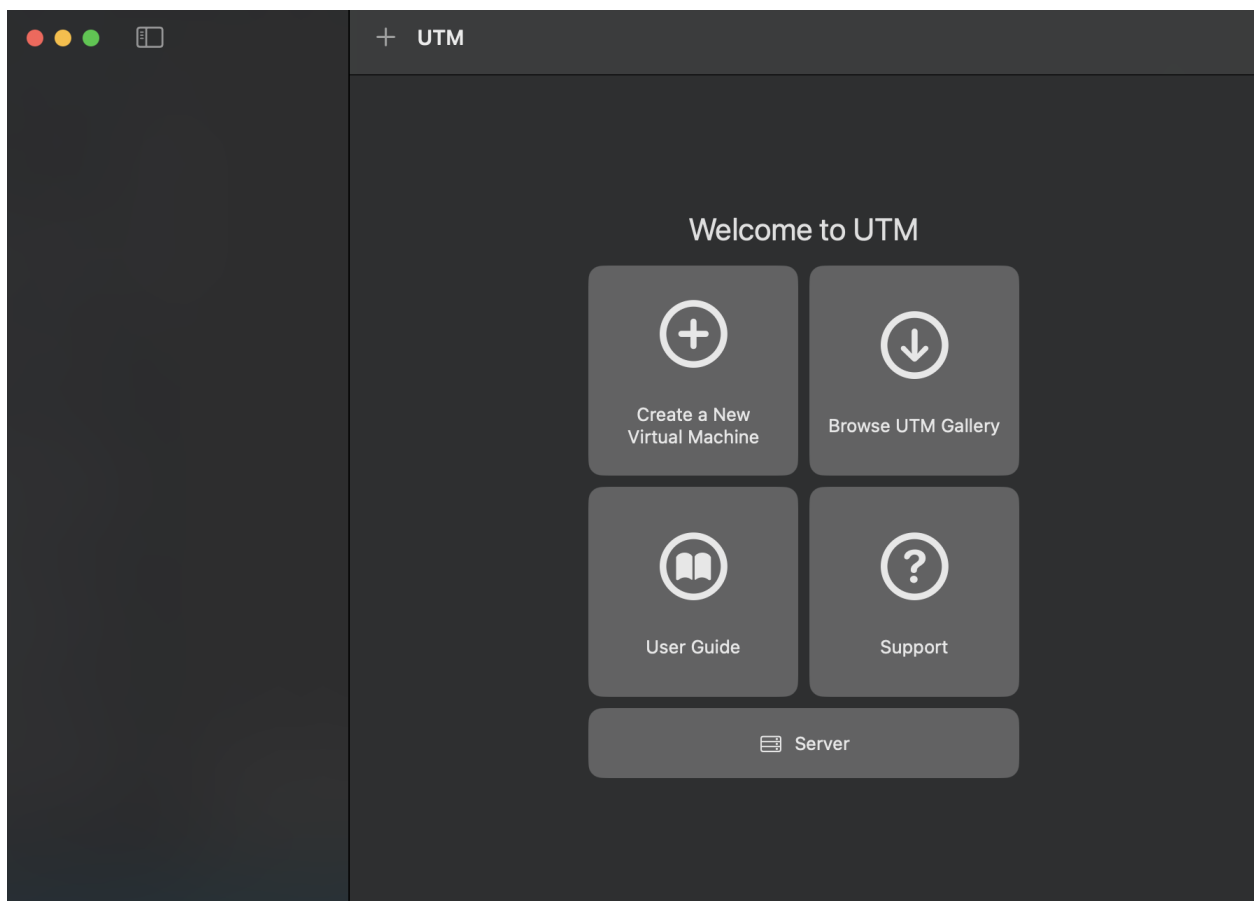 UTM
Welcome to UTM
Create a New
Virtual Machine
Browse UTM Gallery
User Guide
Support
Server